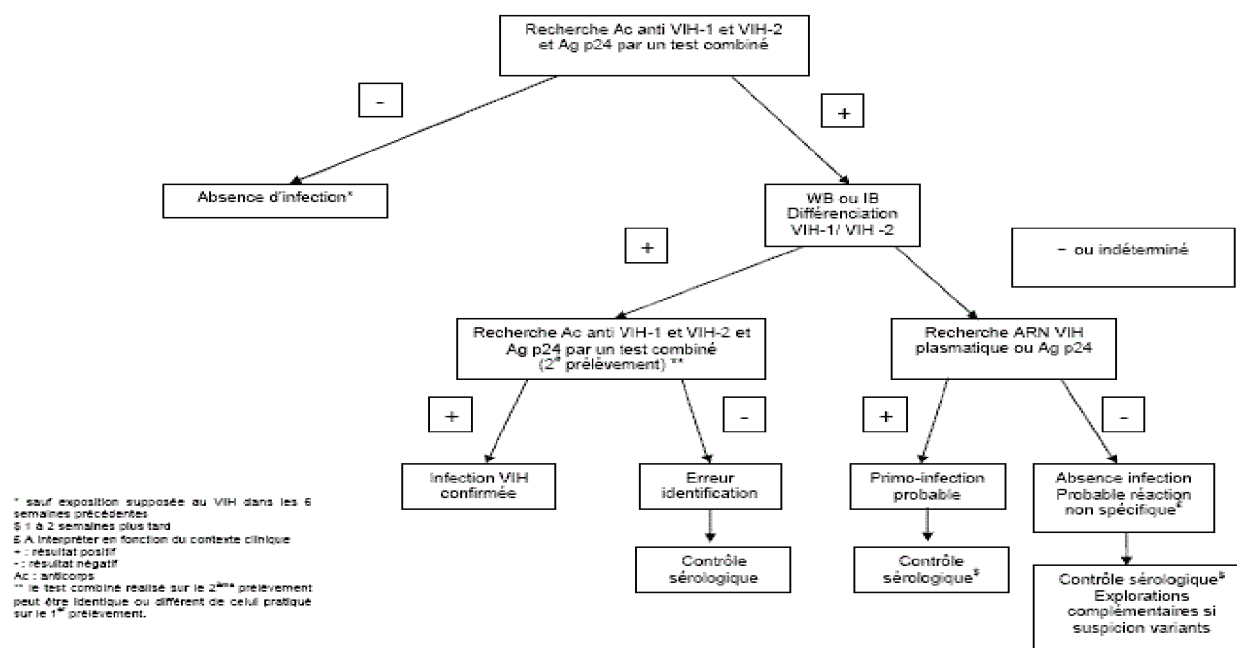 Recherche Ac anti VIH-1 et VIH-2
et Ag p24 par un test combiné
-
+
Absence d'infection*
WB ou IB
Différenciation
VIH-1/ VIH -2
+
- ou indéterminé
Recherche Ac anti VIH-1 et VIH-2 et
Ag p24 par un test combiné
(2e prélèvement) **
Recherche ARN VIH
plasmatique ou Ag p24
+
-
+
-
Infection VIH
confirmée
Erreur
identification
Primo-infection
probable
Absence infection
Probable réaction
non spécifique£
Contrôle
sérologique
Contrôle
sérologique$
Contrôle sérologique$
Explorations
complémentaires si
suspicion variants
* sauf exposition supposée au VIH dans les 6
semaines précédentes
$ 1 à 2 semaines plus tard
£ A interpréter en fonction du contexte clinique
+ : résultat positif
- : résultat négatif
Ac : anticorps
** le test combiné réalisé sur le 2ème prélèvement
peut être identique ou différent de celui pratiqué
sur le 1er prélèvement.